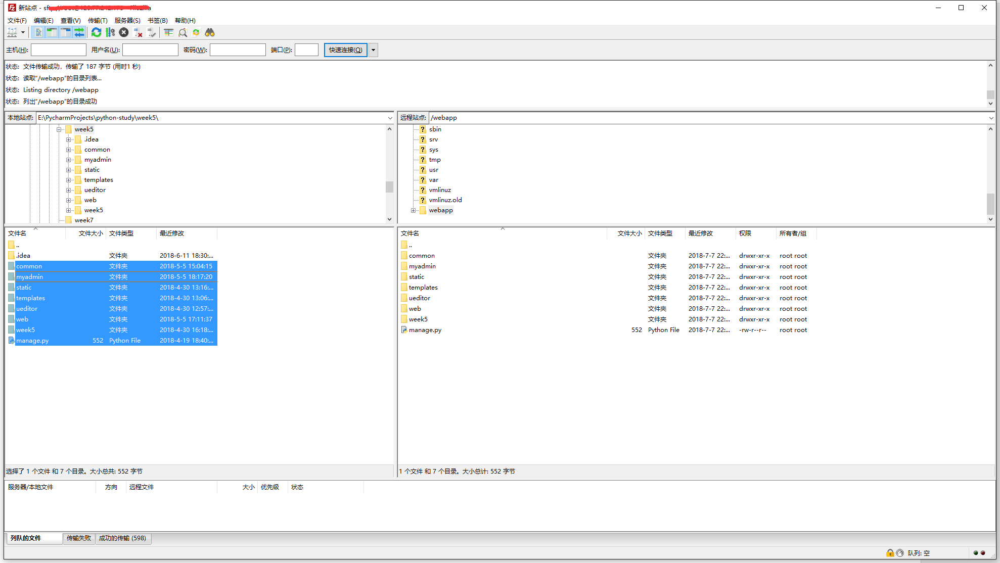 新站点 -
文件(F) 编辑(E) 查看(V) 传输(T) 服务器(S) 书签(B) 帮助(H)
主机(H): 用户名(U): 密码(W): 端口(P): 快速连接(Q)
状态: 文件传输成功，传输了 187 字节 (用时1 秒)
状态: 读取“/webapp”的目录列表...
状态: Listing directory /webapp
状态: 列出“/webapp”的目录成功
本地站点: E:\PycharmProjects\python-study\week5\
week5
.idea
common
myadmin
static
templates
ueditor
web
week5
week7
远程站点: /webapp
sbin
srv
sys
tmp
usr
var
vmlinuz
vmlinuz.old
webapp
文件名 文件大小 文件类型 最近修改
..
.idea 文件夹 2018-6-11 18:30:...
common 文件夹 2018-5-5 15:04:15
myadmin 文件夹 2018-5-5 18:17:20
static 文件夹 2018-4-30 13:16:...
templates 文件夹 2018-4-30 13:06:...
ueditor 文件夹 2018-4-30 12:57:...
web 文件夹 2018-5-5 17:11:37
week5 文件夹 2018-4-30 16:18:...
manage.py 552 Python File 2018-4-19 18:40:...
选择了 1 个文件 和 7 个目录。大小总共: 552 字节
文件名 文件大小 文件类型 最近修改 权限 所有者/组
..
common 文件夹 2018-7-7 22:... drwxr-xr-x root root
myadmin 文件夹 2018-7-7 22:... drwxr-xr-x root root
static 文件夹 2018-7-7 22:... drwxr-xr-x root root
templates 文件夹 2018-7-7 22:... drwxr-xr-x root root
ueditor 文件夹 2018-7-7 22:... drwxr-xr-x root root
web 文件夹 2018-7-7 22:... drwxr-xr-x root root
week5 文件夹 2018-7-7 22:... drwxr-xr-x root root
manage.py 552 Python File 2018-7-7 22:... -rw-r--r-- root root
1 个文件 和 7 个目录。大小总计: 552 字节
服务器/本地文件 方向 远程文件 大小 优先级 状态
列队的文件 传输失败 成功的传输 (598)
队列: 空